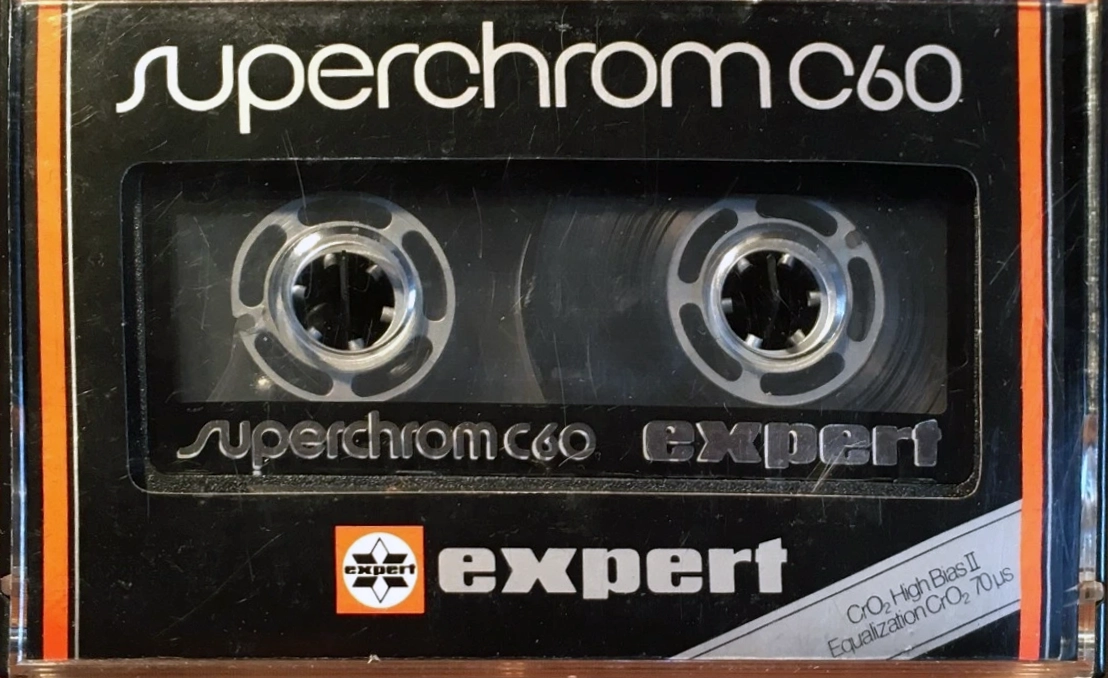 superchrom C60
superchrom C60 expert
expert expert
CrO₂ High Bias II
Equalization CrO₂ 70 µs